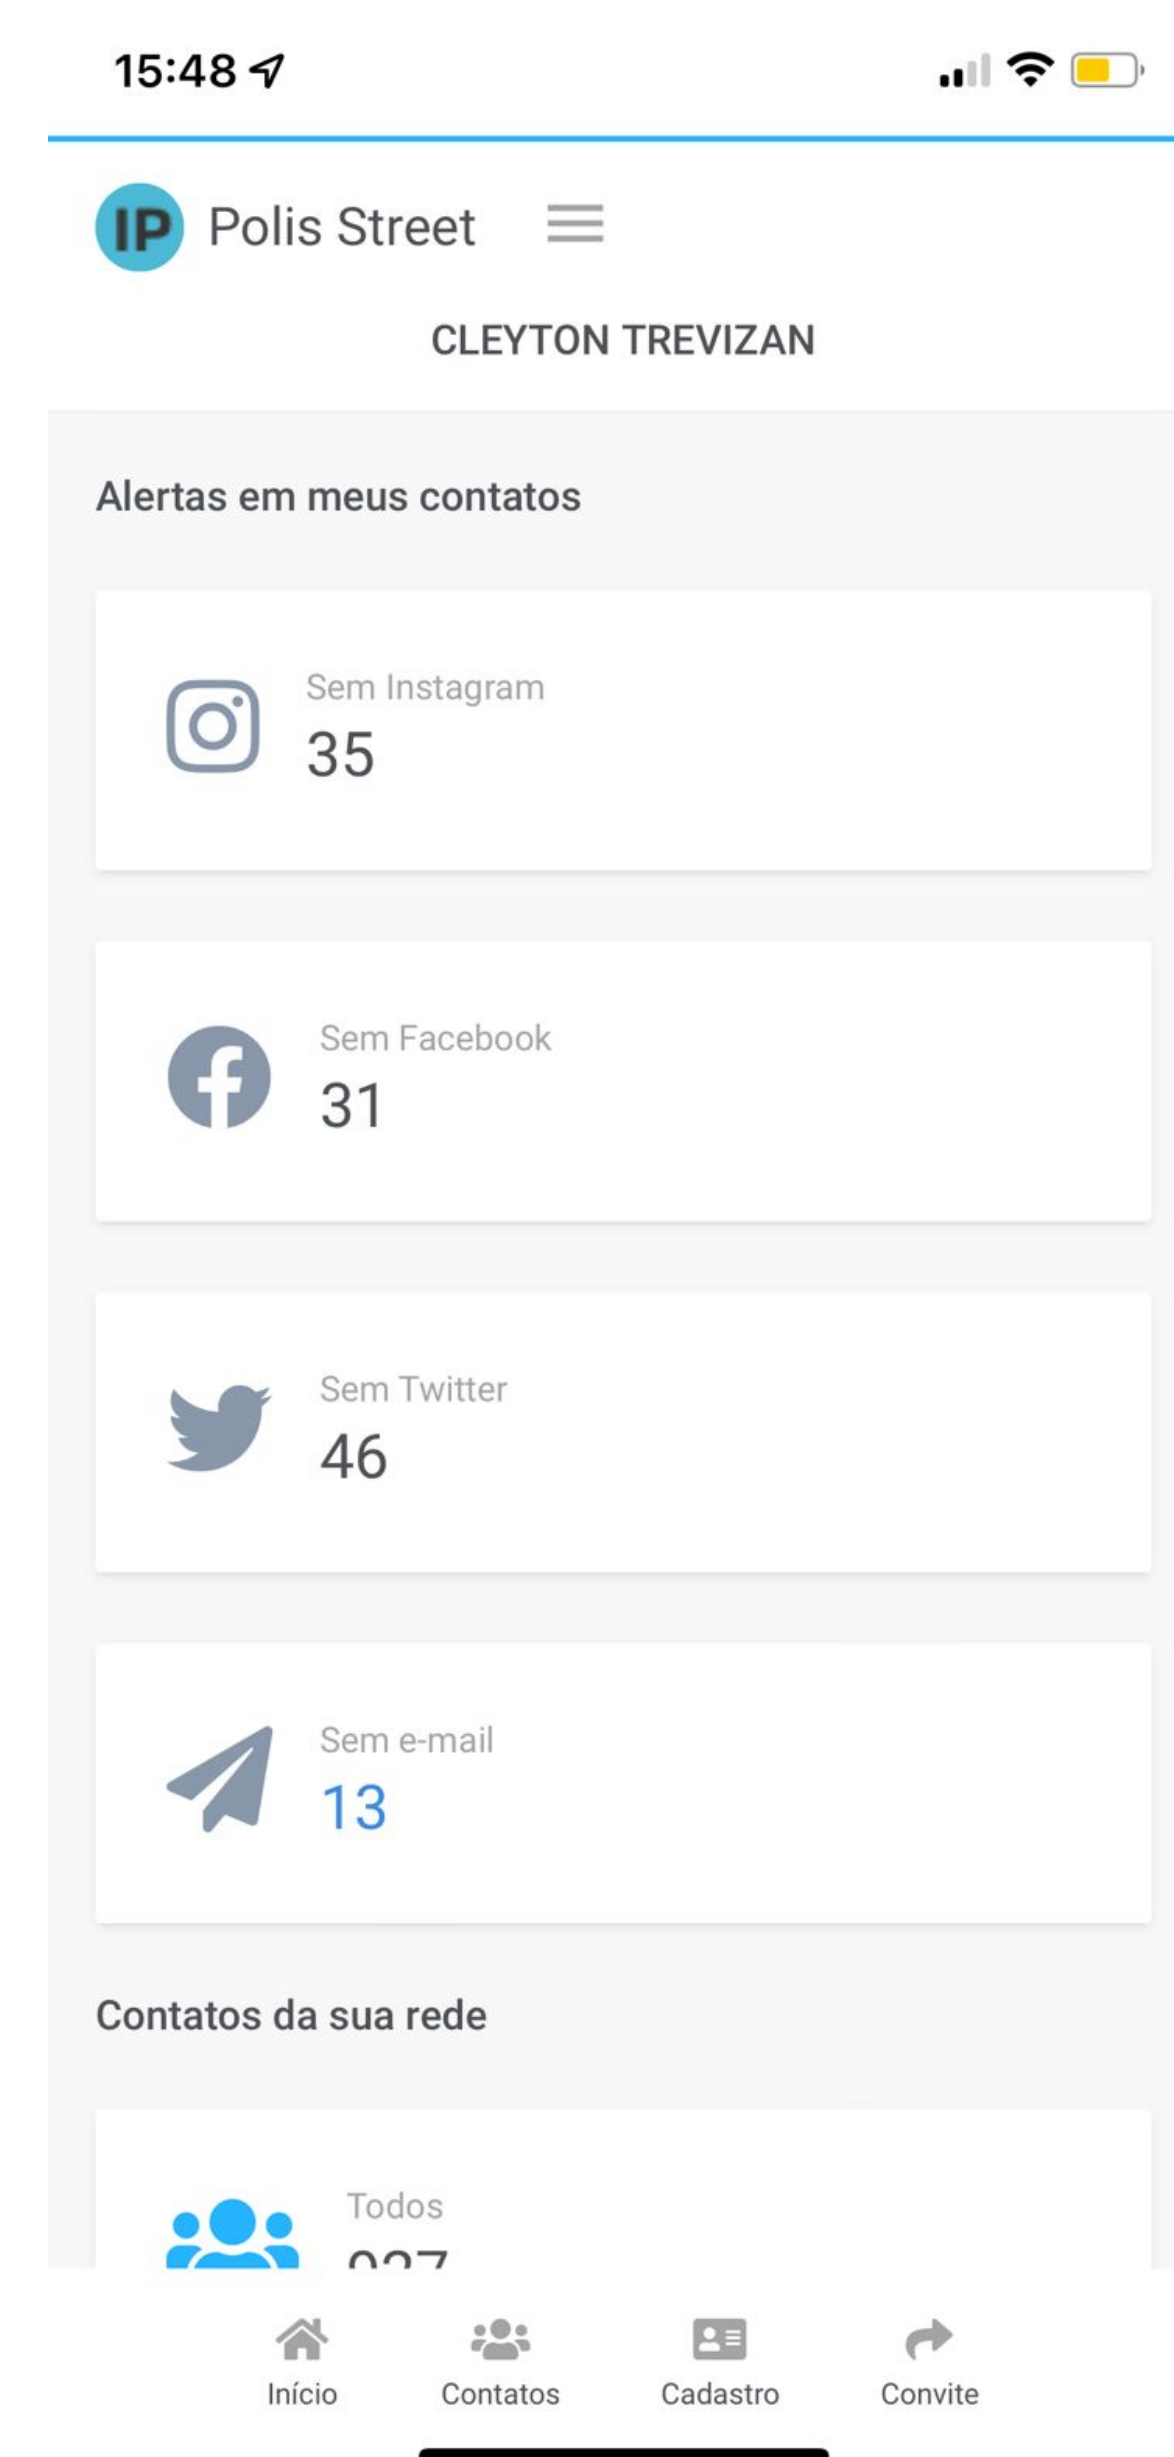 15:48
IP Polis Street
CLEYTON TREVIZAN
Alertas em meus contatos
Sem Instagram
35
Sem Facebook
31
Sem Twitter
46
Sem e-mail
13
Contatos da sua rede
Todos
Início Contatos Cadastro Convite